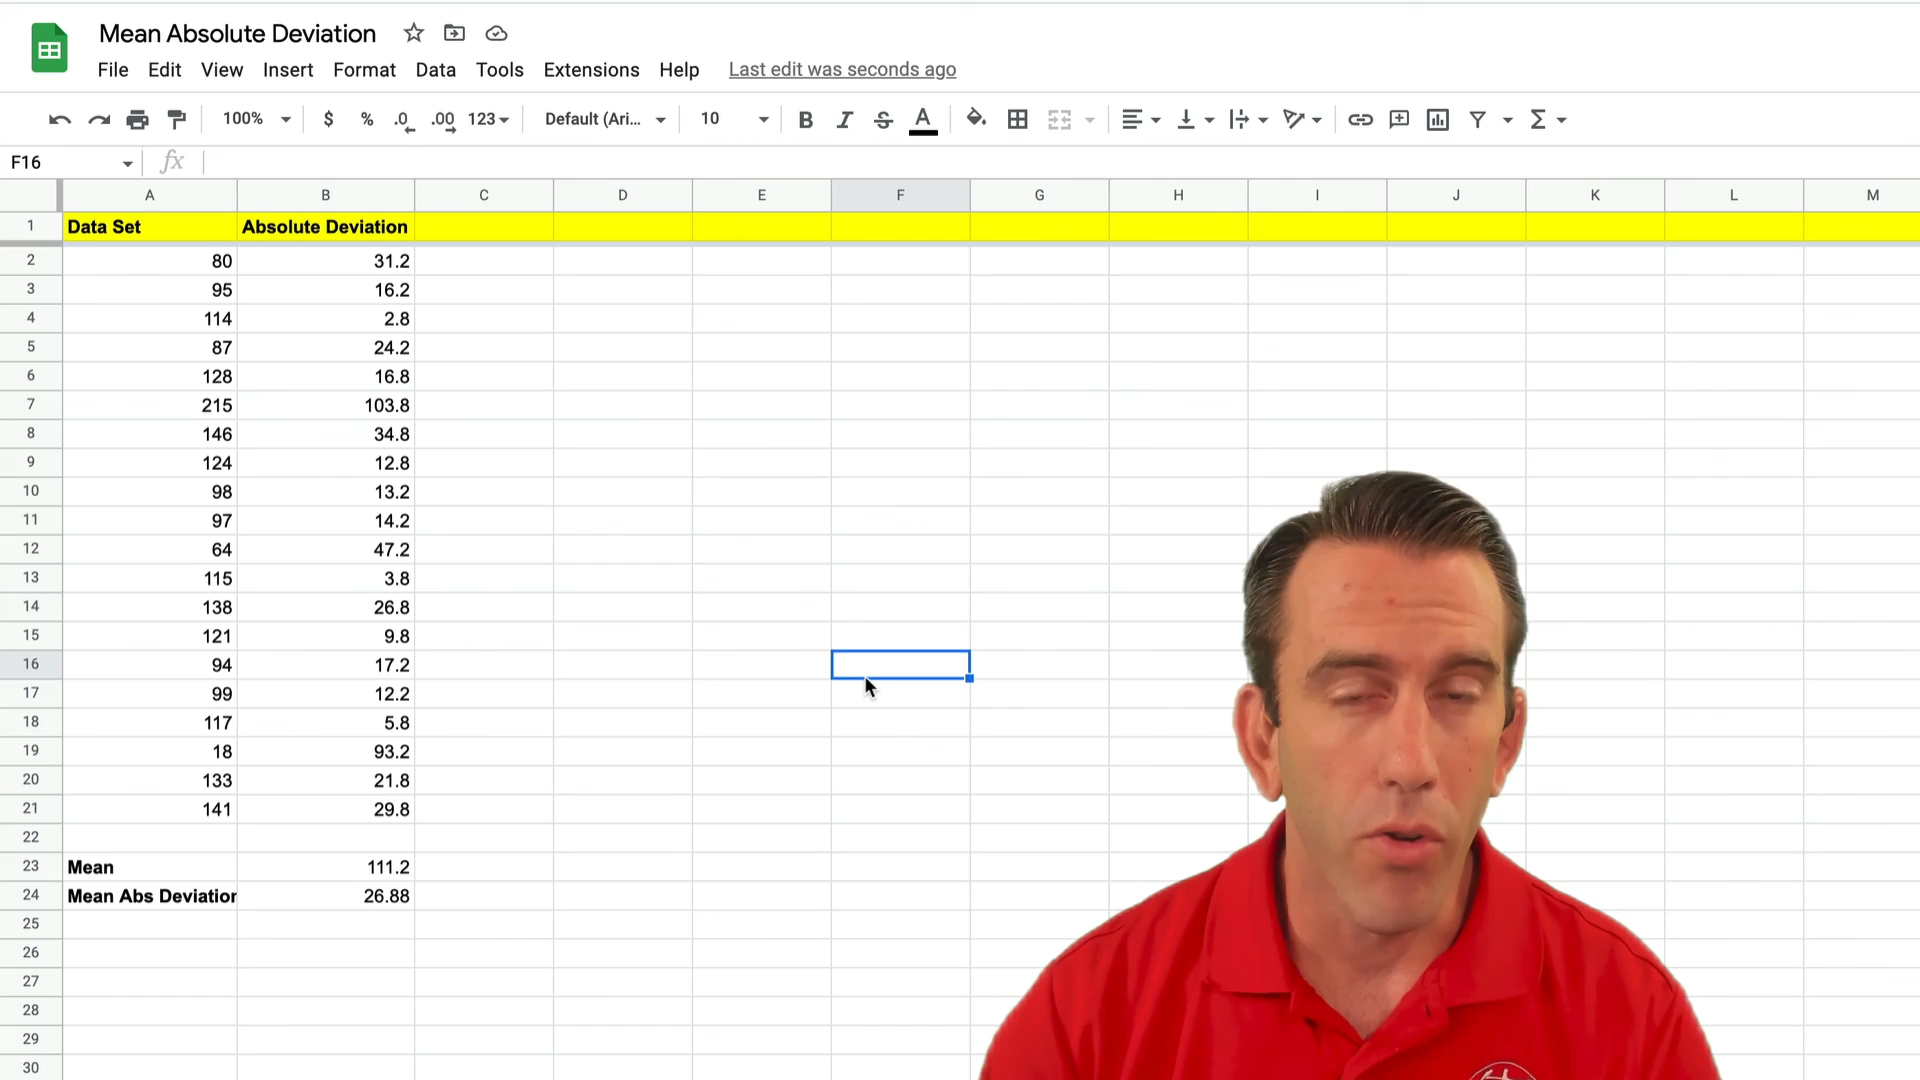 Mean Absolute Deviation
File Edit View Insert Format Data Tools Extensions Help Last edit was seconds ago
100% $ % .0 .00 123 Default (Ari... 10 B I S A
F16 fx
A B C D E F G H I J K L M
1 Data Set Absolute Deviation
2 80 31.2
3 95 16.2
4 114 2.8
5 87 24.2
6 128 16.8
7 215 103.8
8 146 34.8
9 124 12.8
10 98 13.2
11 97 14.2
12 64 47.2
13 115 3.8
14 138 26.8
15 121 9.8
16 94 17.2
17 99 12.2
18 117 5.8
19 18 93.2
20 133 21.8
21 141 29.8
22
23 Mean 111.2
24 Mean Abs Deviation 26.88
25
26
27
28
29
30